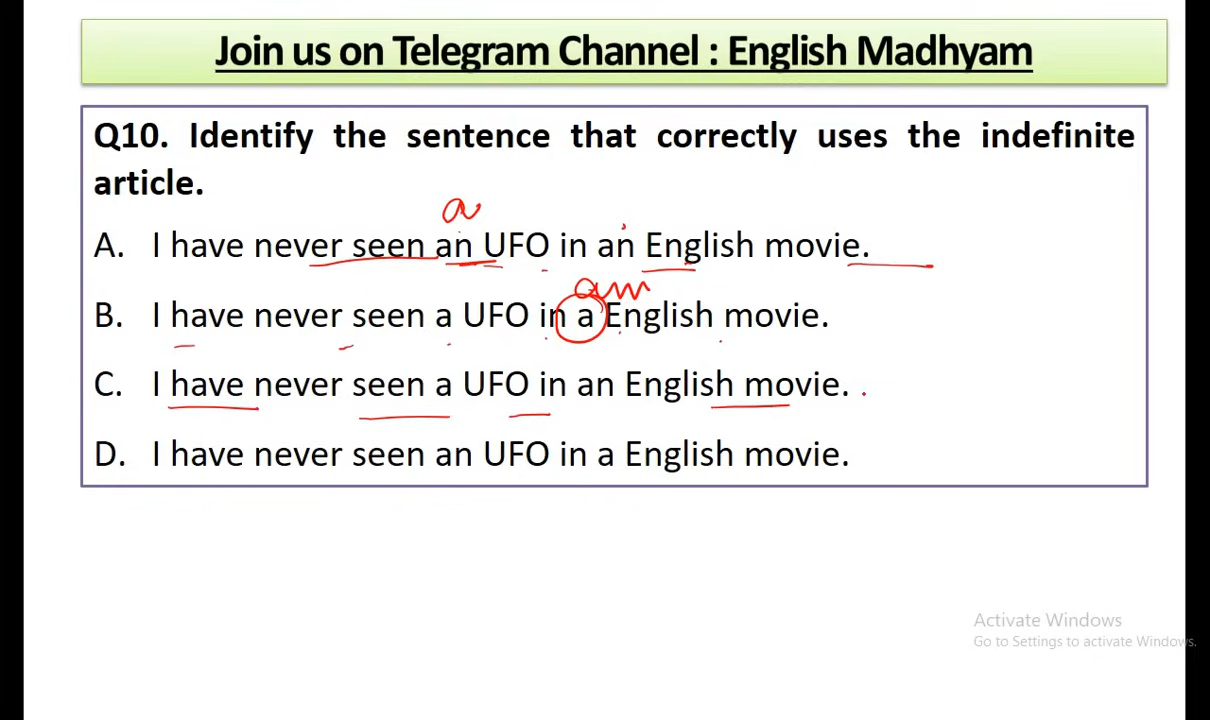 Join us on Telegram Channel : English Madhyam
Q10. Identify the sentence that correctly uses the indefinite
article.
a
A. I have never seen an UFO in an English movie.
an
B. I have never seen a UFO in a English movie.
C. I have never seen a UFO in an English movie.
D. I have never seen an UFO in a English movie.
Activate Windows
Go to Settings to activate Windows.